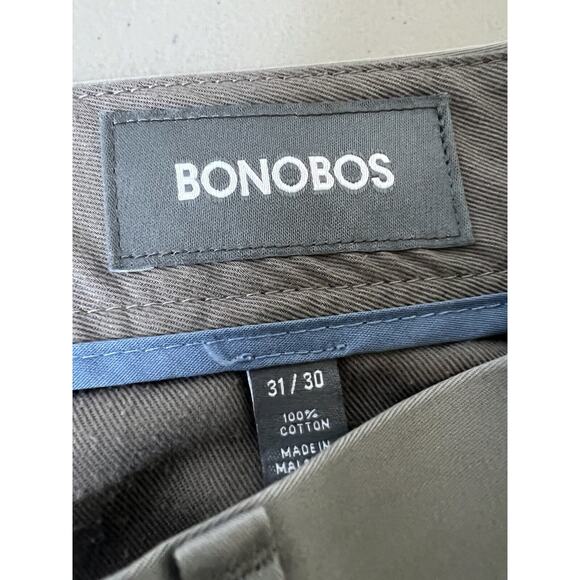 BONOBOS
31 / 30
100%
COTTON
MADE IN